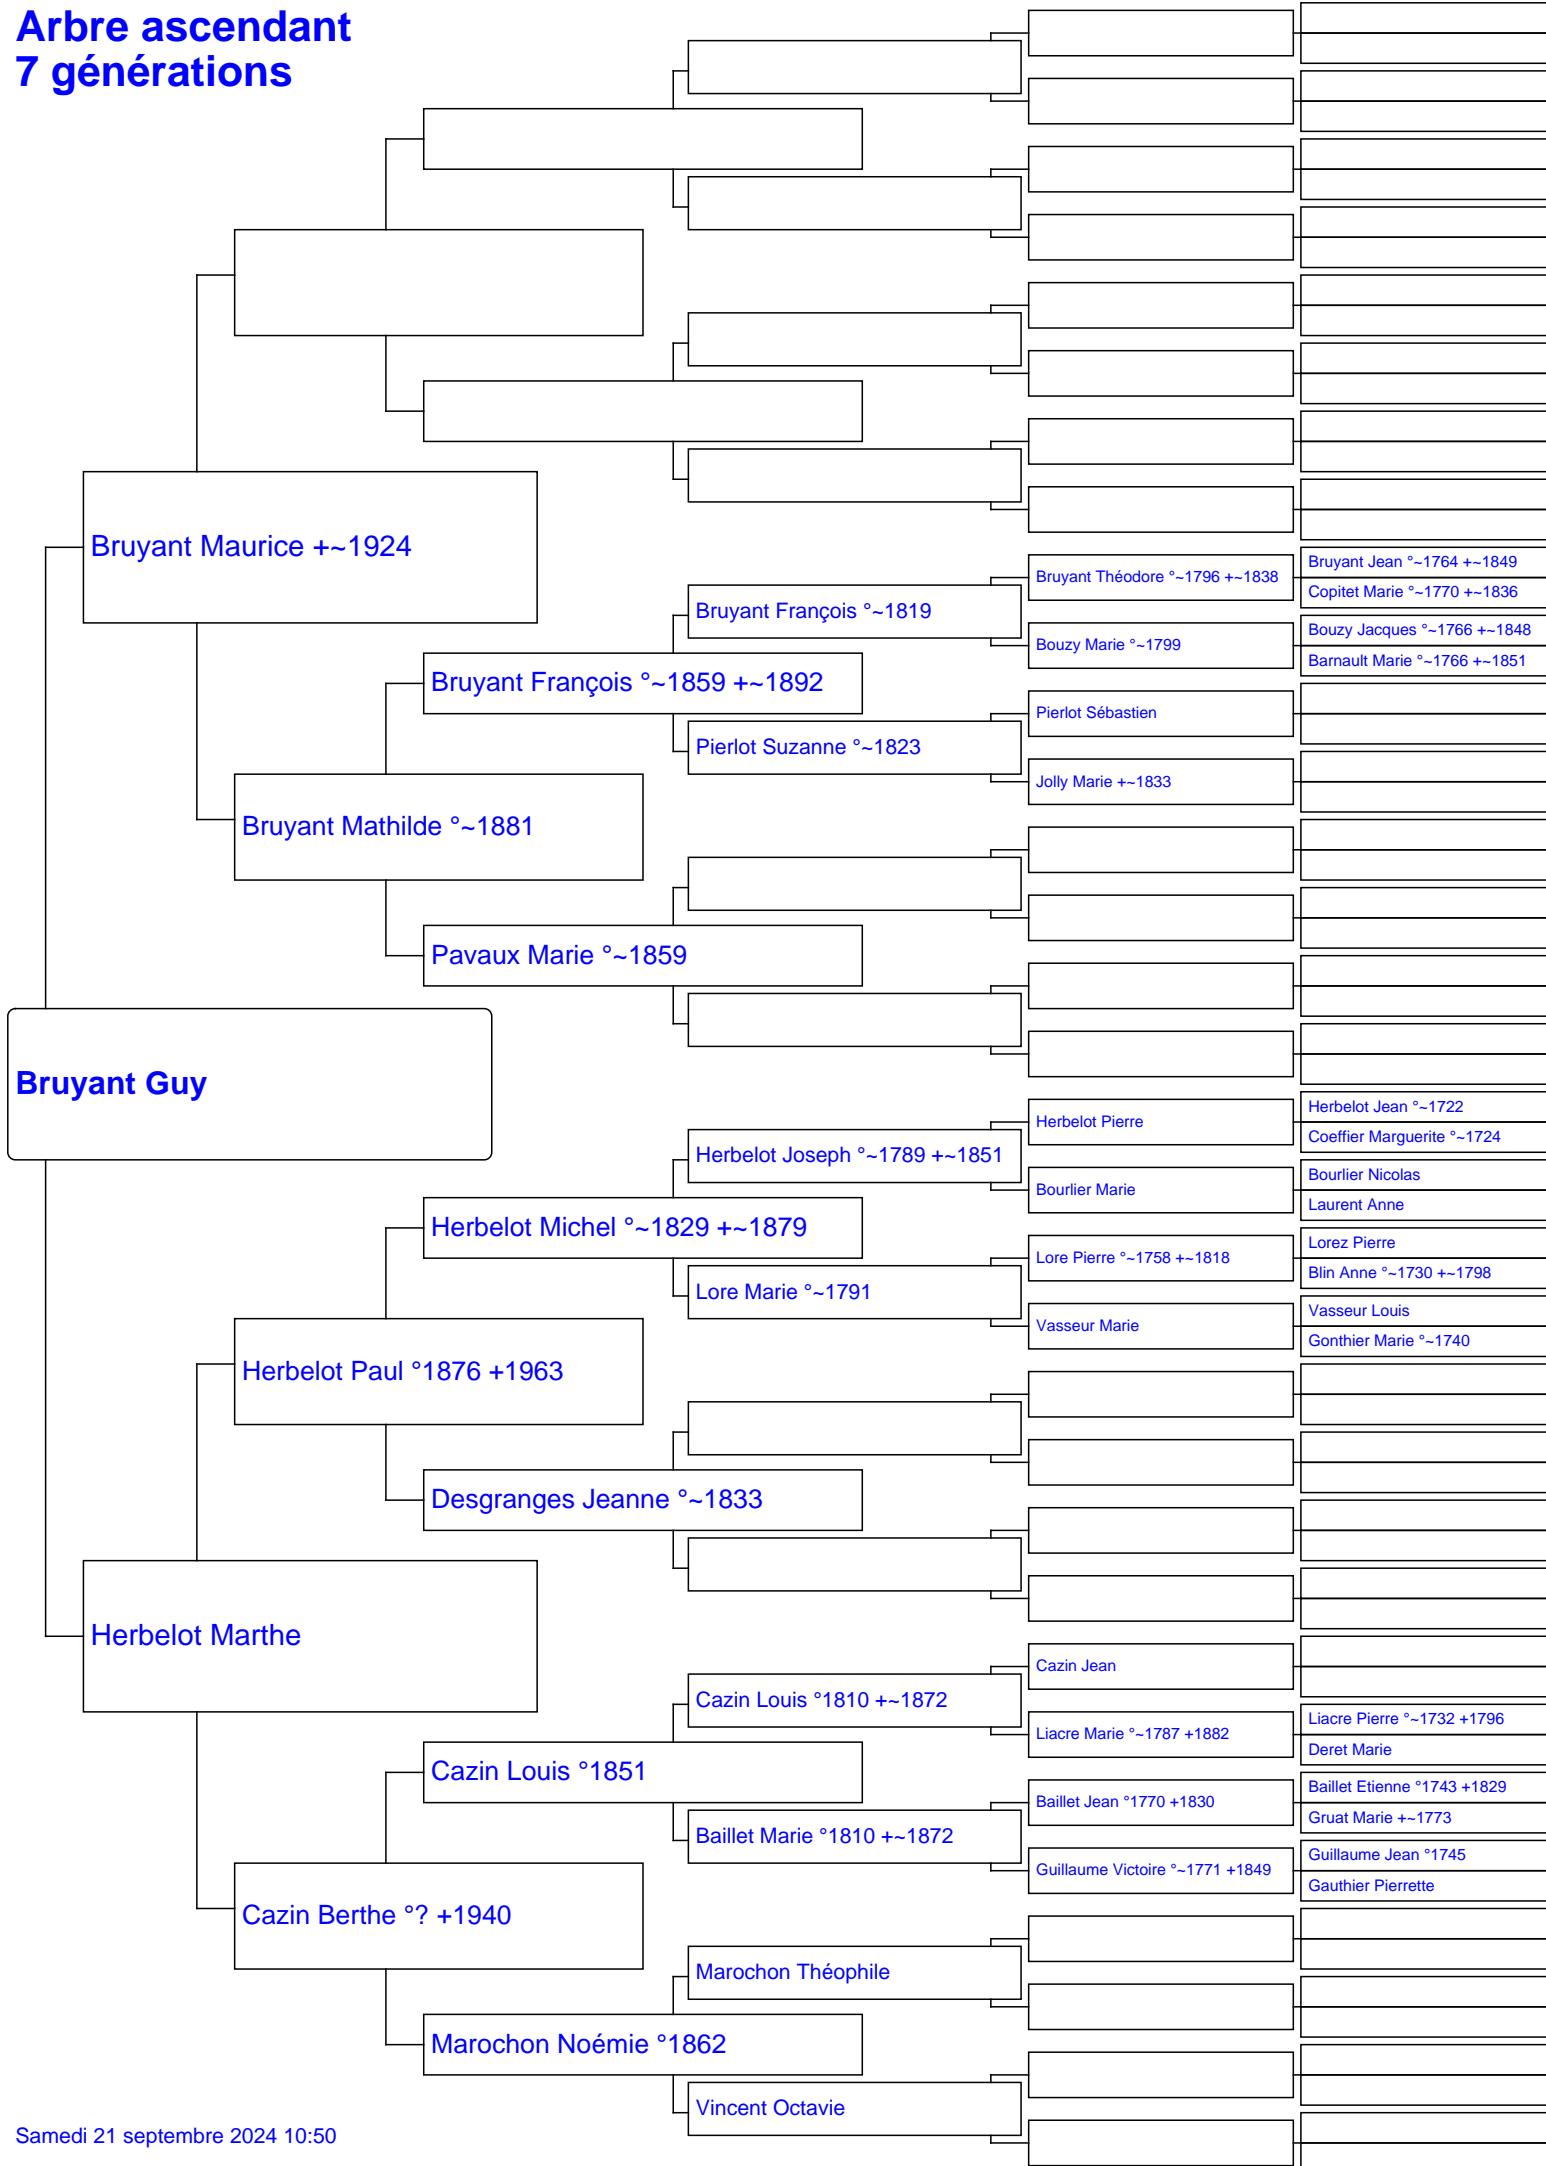 Arbre ascendant
7 générations
Bruyant Maurice +~1924
Bruyant Théodore °~1796 +~1838
Bruyant Jean °~1764 +~1849
Copitet Marie °~1770 +~1836
Bruyant François °~1819
Bouzy Marie °~1799
Bouzy Jacques °~1766 +~1848
Barnault Marie °~1766 +~1851
Bruyant François °~1859 +~1892
Pierlot Sébastien
Pierlot Suzanne °~1823
Jolly Marie +~1833
Bruyant Mathilde °~1881
Pavaux Marie °~1859
Bruyant Guy
Herbelot Pierre
Herbelot Jean °~1722
Coeffier Marguerite °~1724
Herbelot Joseph °~1789 +~1851
Bourlier Marie
Bourlier Nicolas
Laurent Anne
Herbelot Michel °~1829 +~1879
Lore Pierre °~1758 +~1818
Lorez Pierre
Blin Anne °~1730 +~1798
Lore Marie °~1791
Vasseur Marie
Vasseur Louis
Gonthier Marie °~1740
Herbelot Paul °1876 +1963
Desgranges Jeanne °~1833
Herbelot Marthe
Cazin Jean
Cazin Louis °1810 +~1872
Liacre Marie °~1787 +1882
Liacre Pierre °~1732 +1796
Deret Marie
Cazin Louis °1851
Baillet Jean °1770 +1830
Baillet Etienne °1743 +1829
Gruat Marie +~1773
Baillet Marie °1810 +~1872
Guillaume Victoire °~1771 +1849
Guillaume Jean °1745
Gauthier Pierrette
Cazin Berthe °? +1940
Marochon Théophile
Marochon Noémie °1862
Vincent Octavie
Samedi 21 septembre 2024 10:50